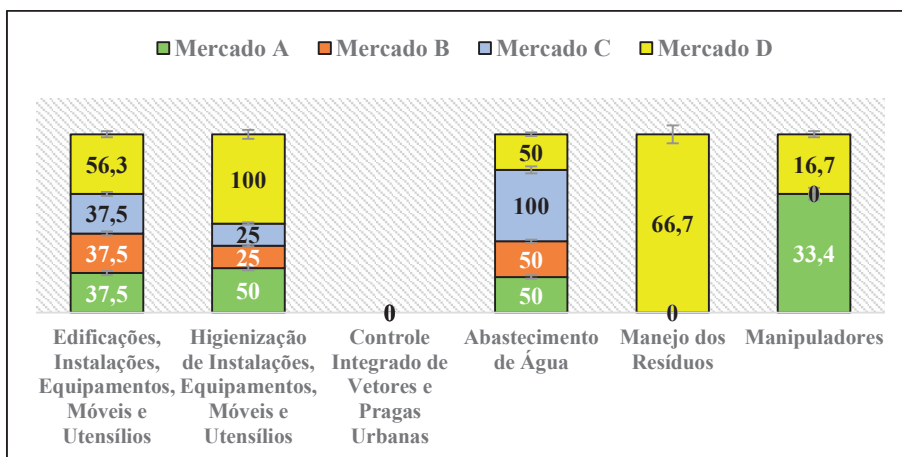 Mercado A Mercado B Mercado C Mercado D
56,3
37,5
37,5
37,5
100
25
25
50
0
50
100
50
50
66,7
0
16,7
0
33,4
Edificações,
Instalações,
Equipamentos,
Móveis e
Utensílios
Higienização
de Instalações,
Equipamentos,
Móveis e
Utensílios
Controle
Integrado de
Vetores e
Pragas
Urbanas
Abastecimento
de Água
Manejo dos
Resíduos
Manipuladores